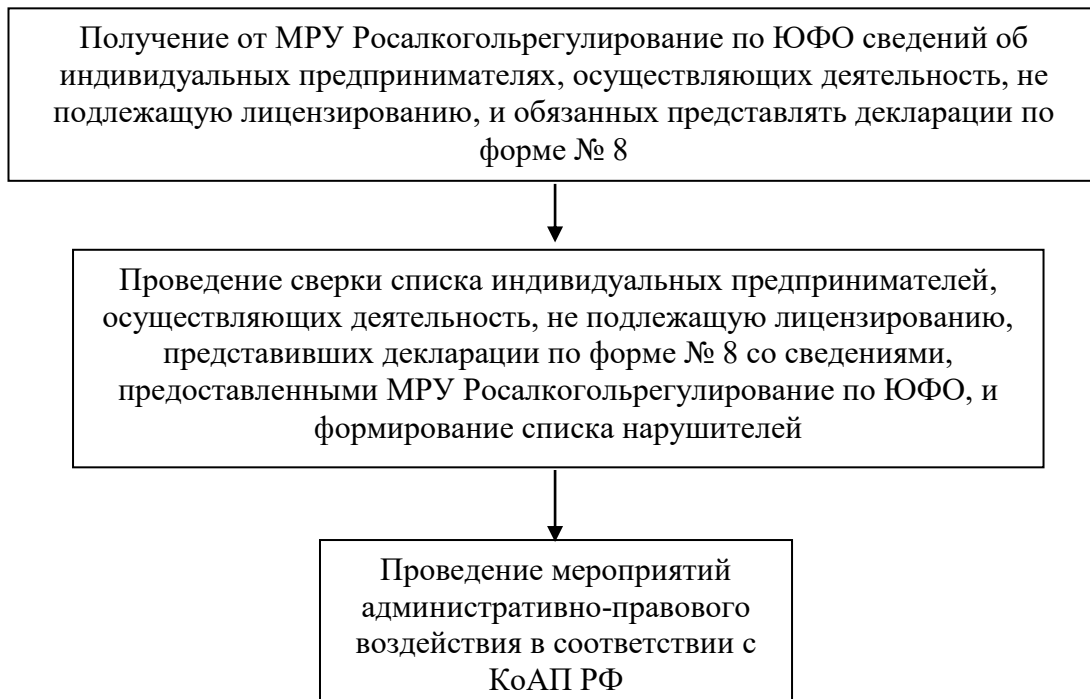 Получение от МРУ Росалкогольрегулирование по ЮФО сведений об
индивидуальных предпринимателях, осуществляющих деятельность, не
подлежащую лицензированию, и обязанных представлять декларации по
форме № 8
Проведение сверки списка индивидуальных предпринимателей,
осуществляющих деятельность, не подлежащую лицензированию,
представивших декларации по форме № 8 со сведениями,
предоставленными МРУ Росалкогольрегулирование по ЮФО, и
формирование списка нарушителей
Проведение мероприятий
административно-правового
воздействия в соответствии с
КоАП РФ